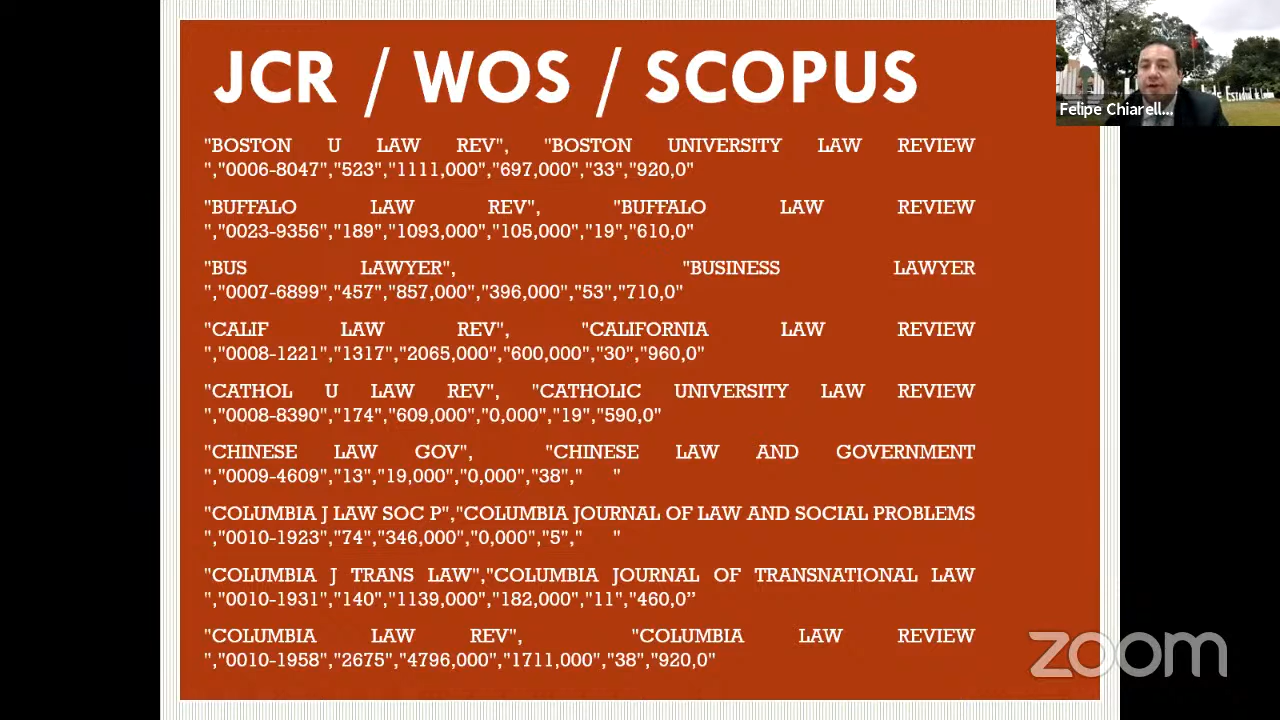 JCR / WOS / SCOPUS
"BOSTON U LAW REV", "BOSTON UNIVERSITY LAW REVIEW
","0006-8047","523","1111,000","697,000","33","920,0"
"BUFFALO LAW REV", "BUFFALO LAW REVIEW
","0023-9356","189","1093,000","105,000","19","610,0"
"BUS LAWYER", "BUSINESS LAWYER
","0007-6899","457","857,000","396,000","53","710,0"
"CALIF LAW REV", "CALIFORNIA LAW REVIEW
","0008-1221","1317","2065,000","600,000","30","960,0"
"CATHOL U LAW REV", "CATHOLIC UNIVERSITY LAW REVIEW
","0008-8390","174","609,000","0,000","19","590,0"
"CHINESE LAW GOV", "CHINESE LAW AND GOVERNMENT
","0009-4609","13","19,000","0,000","38"," "
"COLUMBIA J LAW SOC P","COLUMBIA JOURNAL OF LAW AND SOCIAL PROBLEMS
","0010-1923","74","346,000","0,000","5"," "
"COLUMBIA J TRANS LAW","COLUMBIA JOURNAL OF TRANSNATIONAL LAW
","0010-1931","140","1139,000","182,000","11","460,0”
"COLUMBIA LAW REV", "COLUMBIA LAW REVIEW
","0010-1958","2675","4796,000","1711,000","38","920,0"
Felipe Chiarell...
zoom